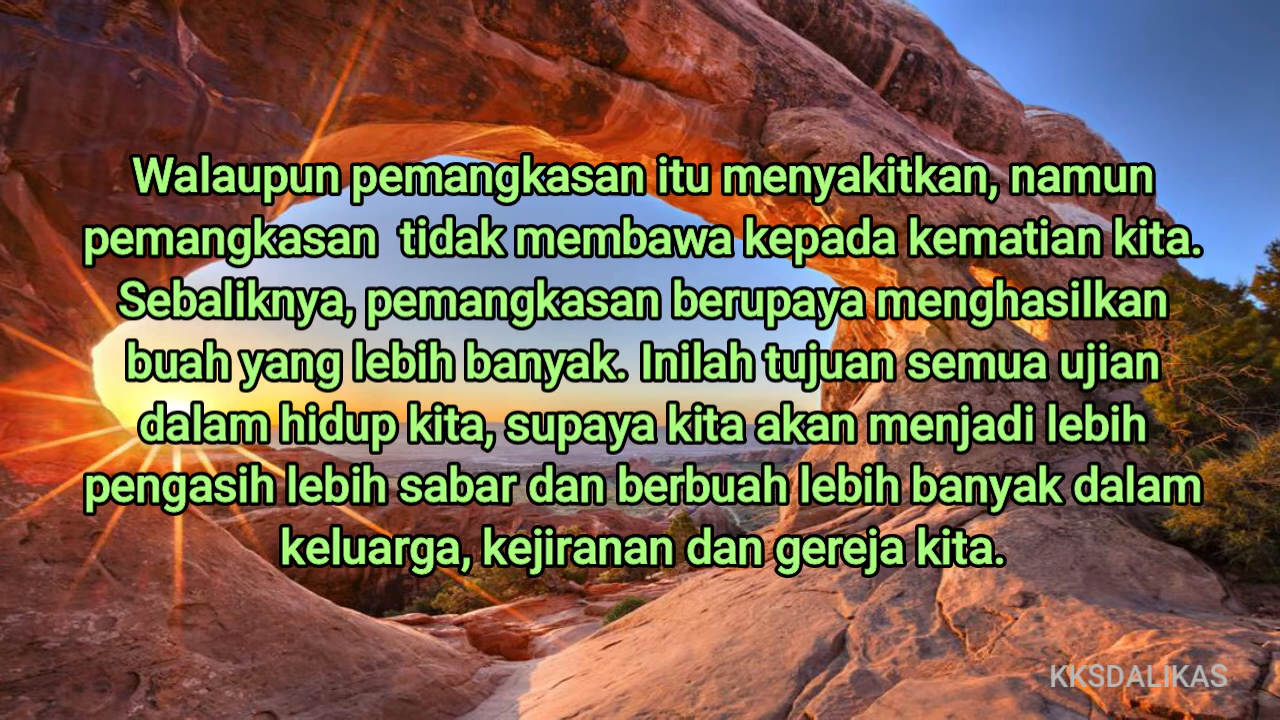 Walaupun pemangkasan itu menyakitkan, namun
pemangkasan  tidak membawa kepada kematian kita.
Sebaliknya, pemangkasan berupaya menghasilkan
buah yang lebih banyak. Inilah tujuan semua ujian
dalam hidup kita, supaya kita akan menjadi lebih
pengasih lebih sabar dan berbuah lebih banyak dalam
keluarga, kejiranan dan gereja kita.
KKSDALIKAS